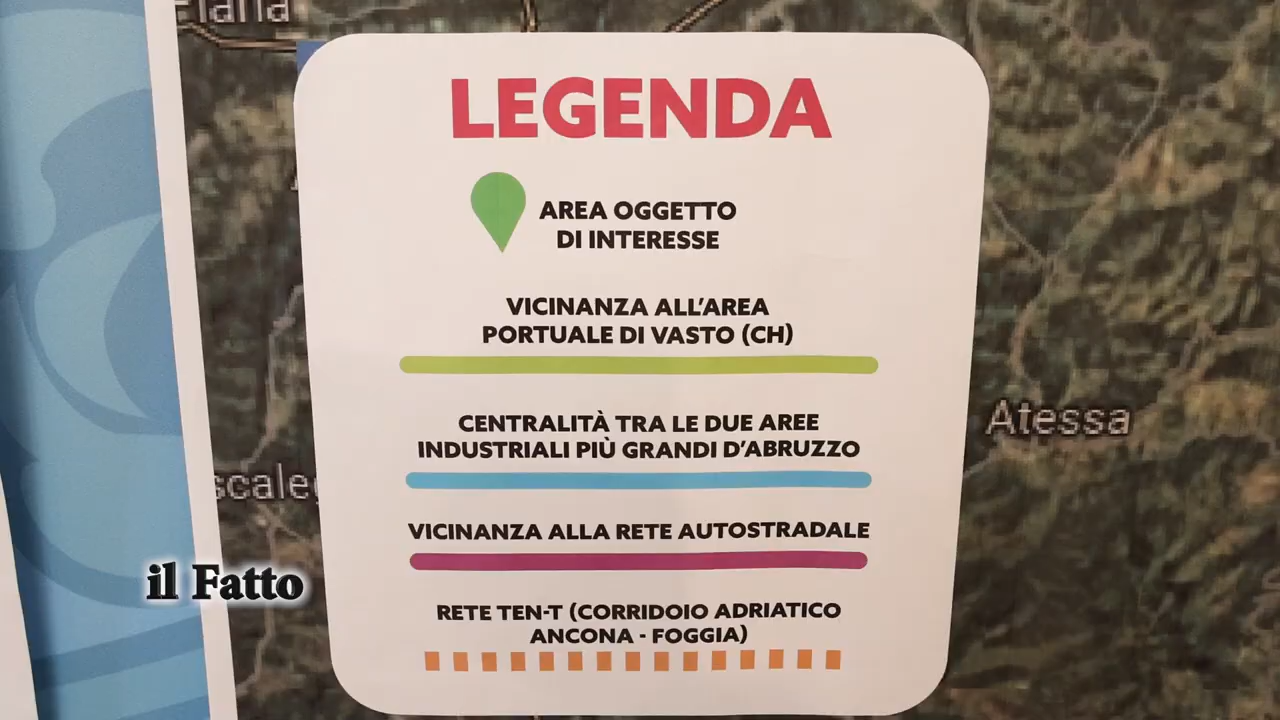 LEGENDA
AREA OGGETTO
DI INTERESSE
VICINANZA ALL'AREA
PORTUALE DI VASTO (CH)
CENTRALITÀ TRA LE DUE AREE
INDUSTRIALI PIÙ GRANDI D'ABRUZZO
VICINANZA ALLA RETE AUTOSTRADALE
RETE TEN-T (CORRIDOIO ADRIATICO
ANCONA - FOGGIA)
Atessa
il Fatto